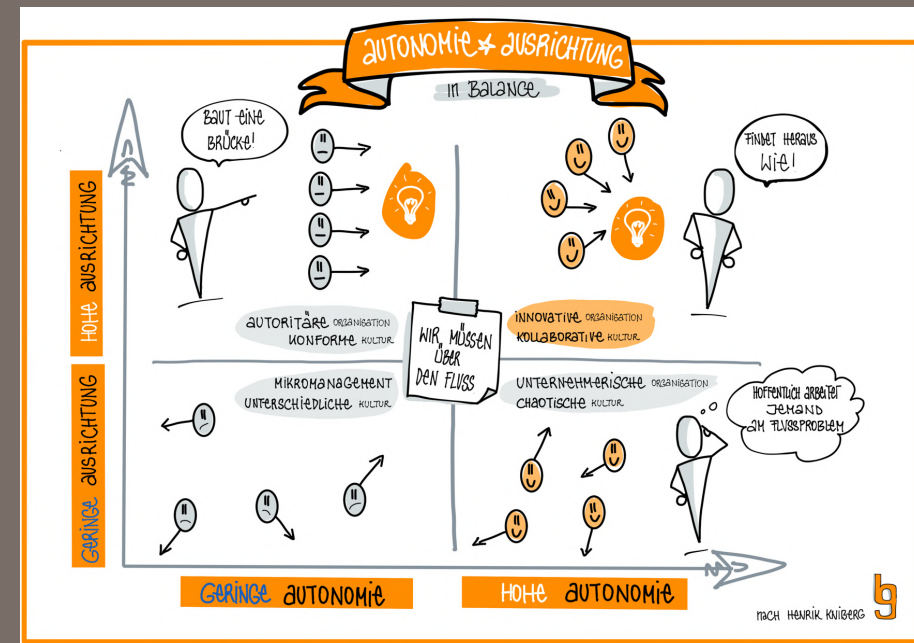 AUTONOMIE ☆ AUSRICHTUNG
IN BALANCE
BAUT EINE
BRÜCKE!
FINDET HERAUS
WIE!
HOHE AUSRICHTUNG
AUTORITÄRE ORGANISATION
KONFORME KULTUR
INNOVATIVE ORGANISATION
KOLLABORATIVE KULTUR
WIR MÜSSEN
ÜBER
DEN FLUSS
MIKROMANAGEMENT
UNTERSCHIEDLICHE KULTUR
UNTERNEHMERISCHE ORGANISATION
CHAOTISCHE KULTUR
HOFFENTLICH ARBEITET
JEMAND
AM FLUSSPROBLEM
GERINGE AUSRICHTUNG
GERINGE AUTONOMIE
HOHE AUTONOMIE
NACH HENRIK KNIBERG
bg